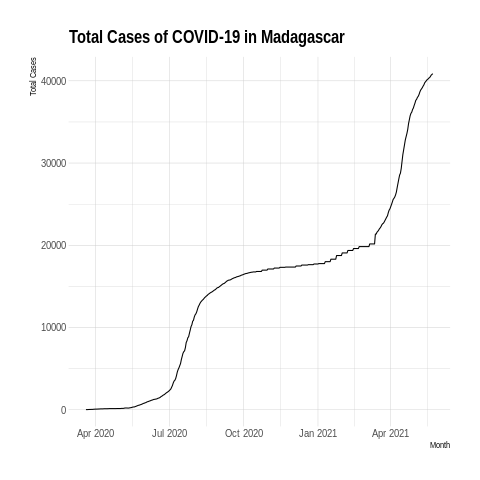 Total Cases of COVID-19 in Madagascar
Total Cases
40000
30000
20000
10000
0
Apr 2020 Jul 2020 Oct 2020 Jan 2021 Apr 2021
Month